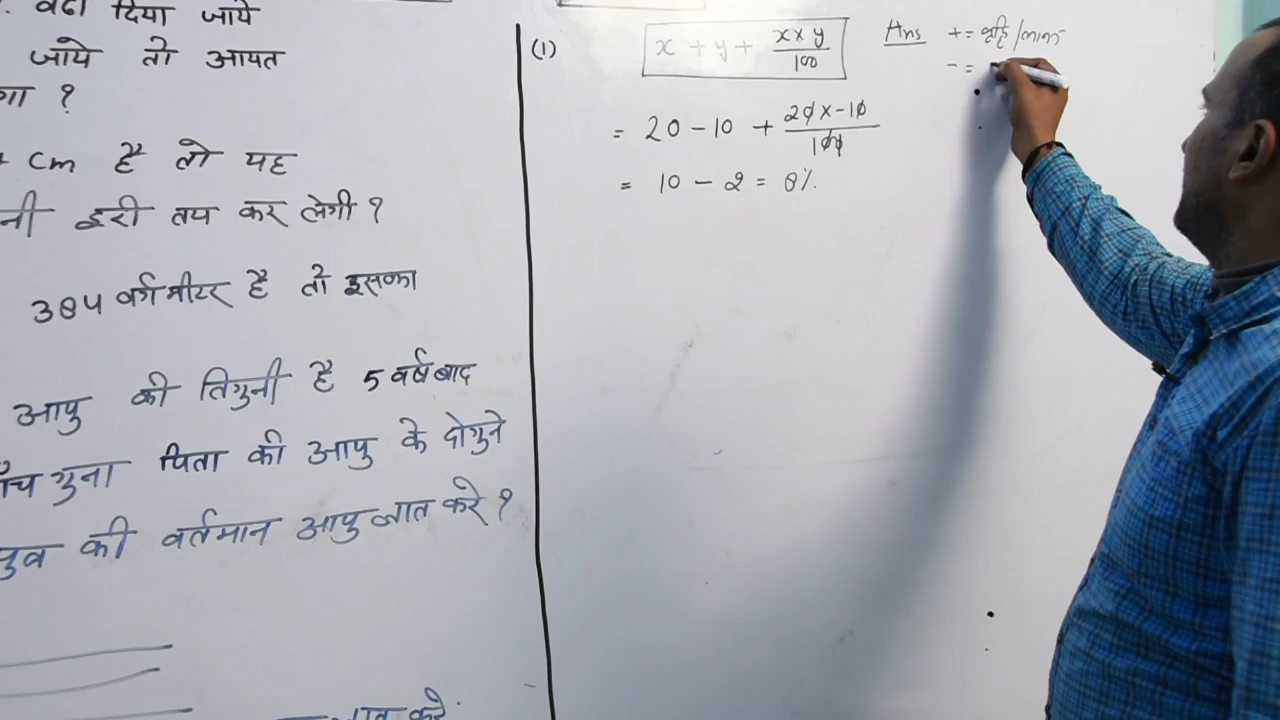 . बढा दिया जाये
जाये तो आयत
गा ?
cm है तो यह
नी दूरी तय कर लेगी ?
384 वर्ग मीटर है तो इसका
आयु की तिगुनी है 5 वर्ष बाद
पाँच गुना पिता की आयु के दोगुने
पुत्र की वर्तमान आयु ज्ञात करे ?
ज्ञात करे.
(1) x + y + x × y / 100
= 20 - 10 + 20 × -10 / 100
= 10 - 2 = 8%.
Ans + = वृद्धि / लाभ
- =